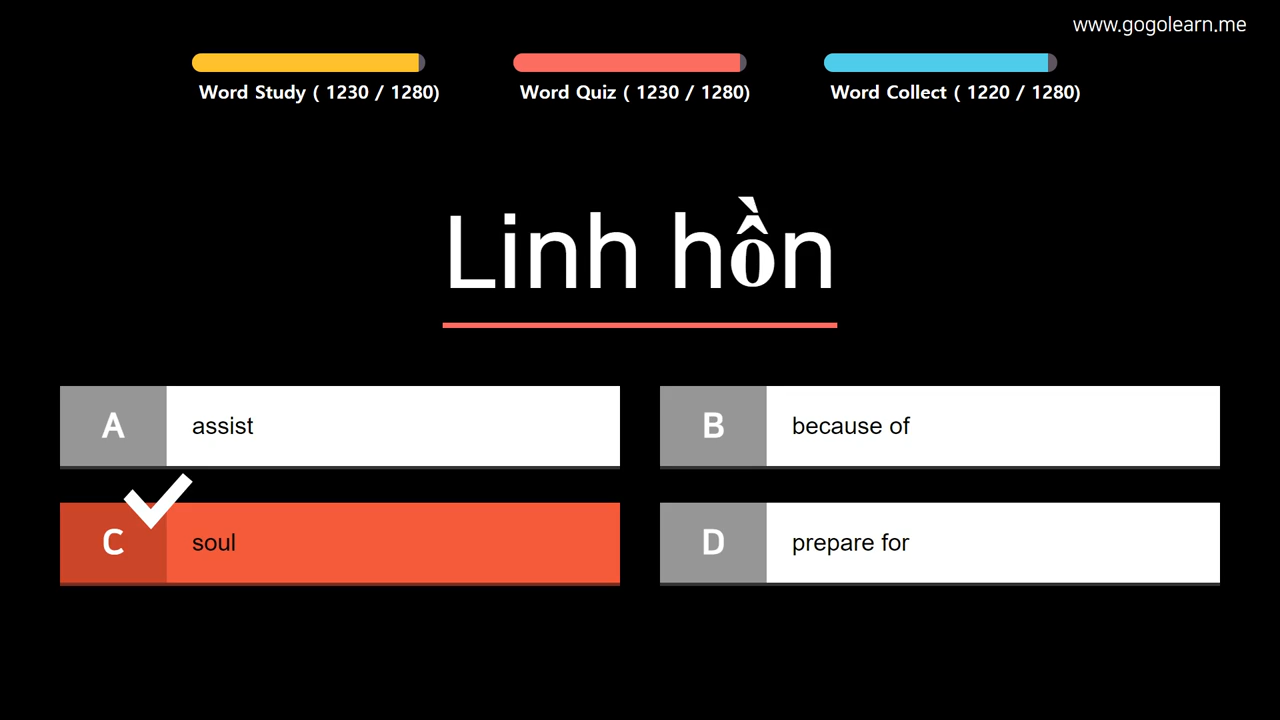 www.gogolearn.me
Word Study ( 1230 / 1280) Word Quiz ( 1230 / 1280) Word Collect ( 1220 / 1280)
Linh hồn
A assist
B because of
C soul
D prepare for